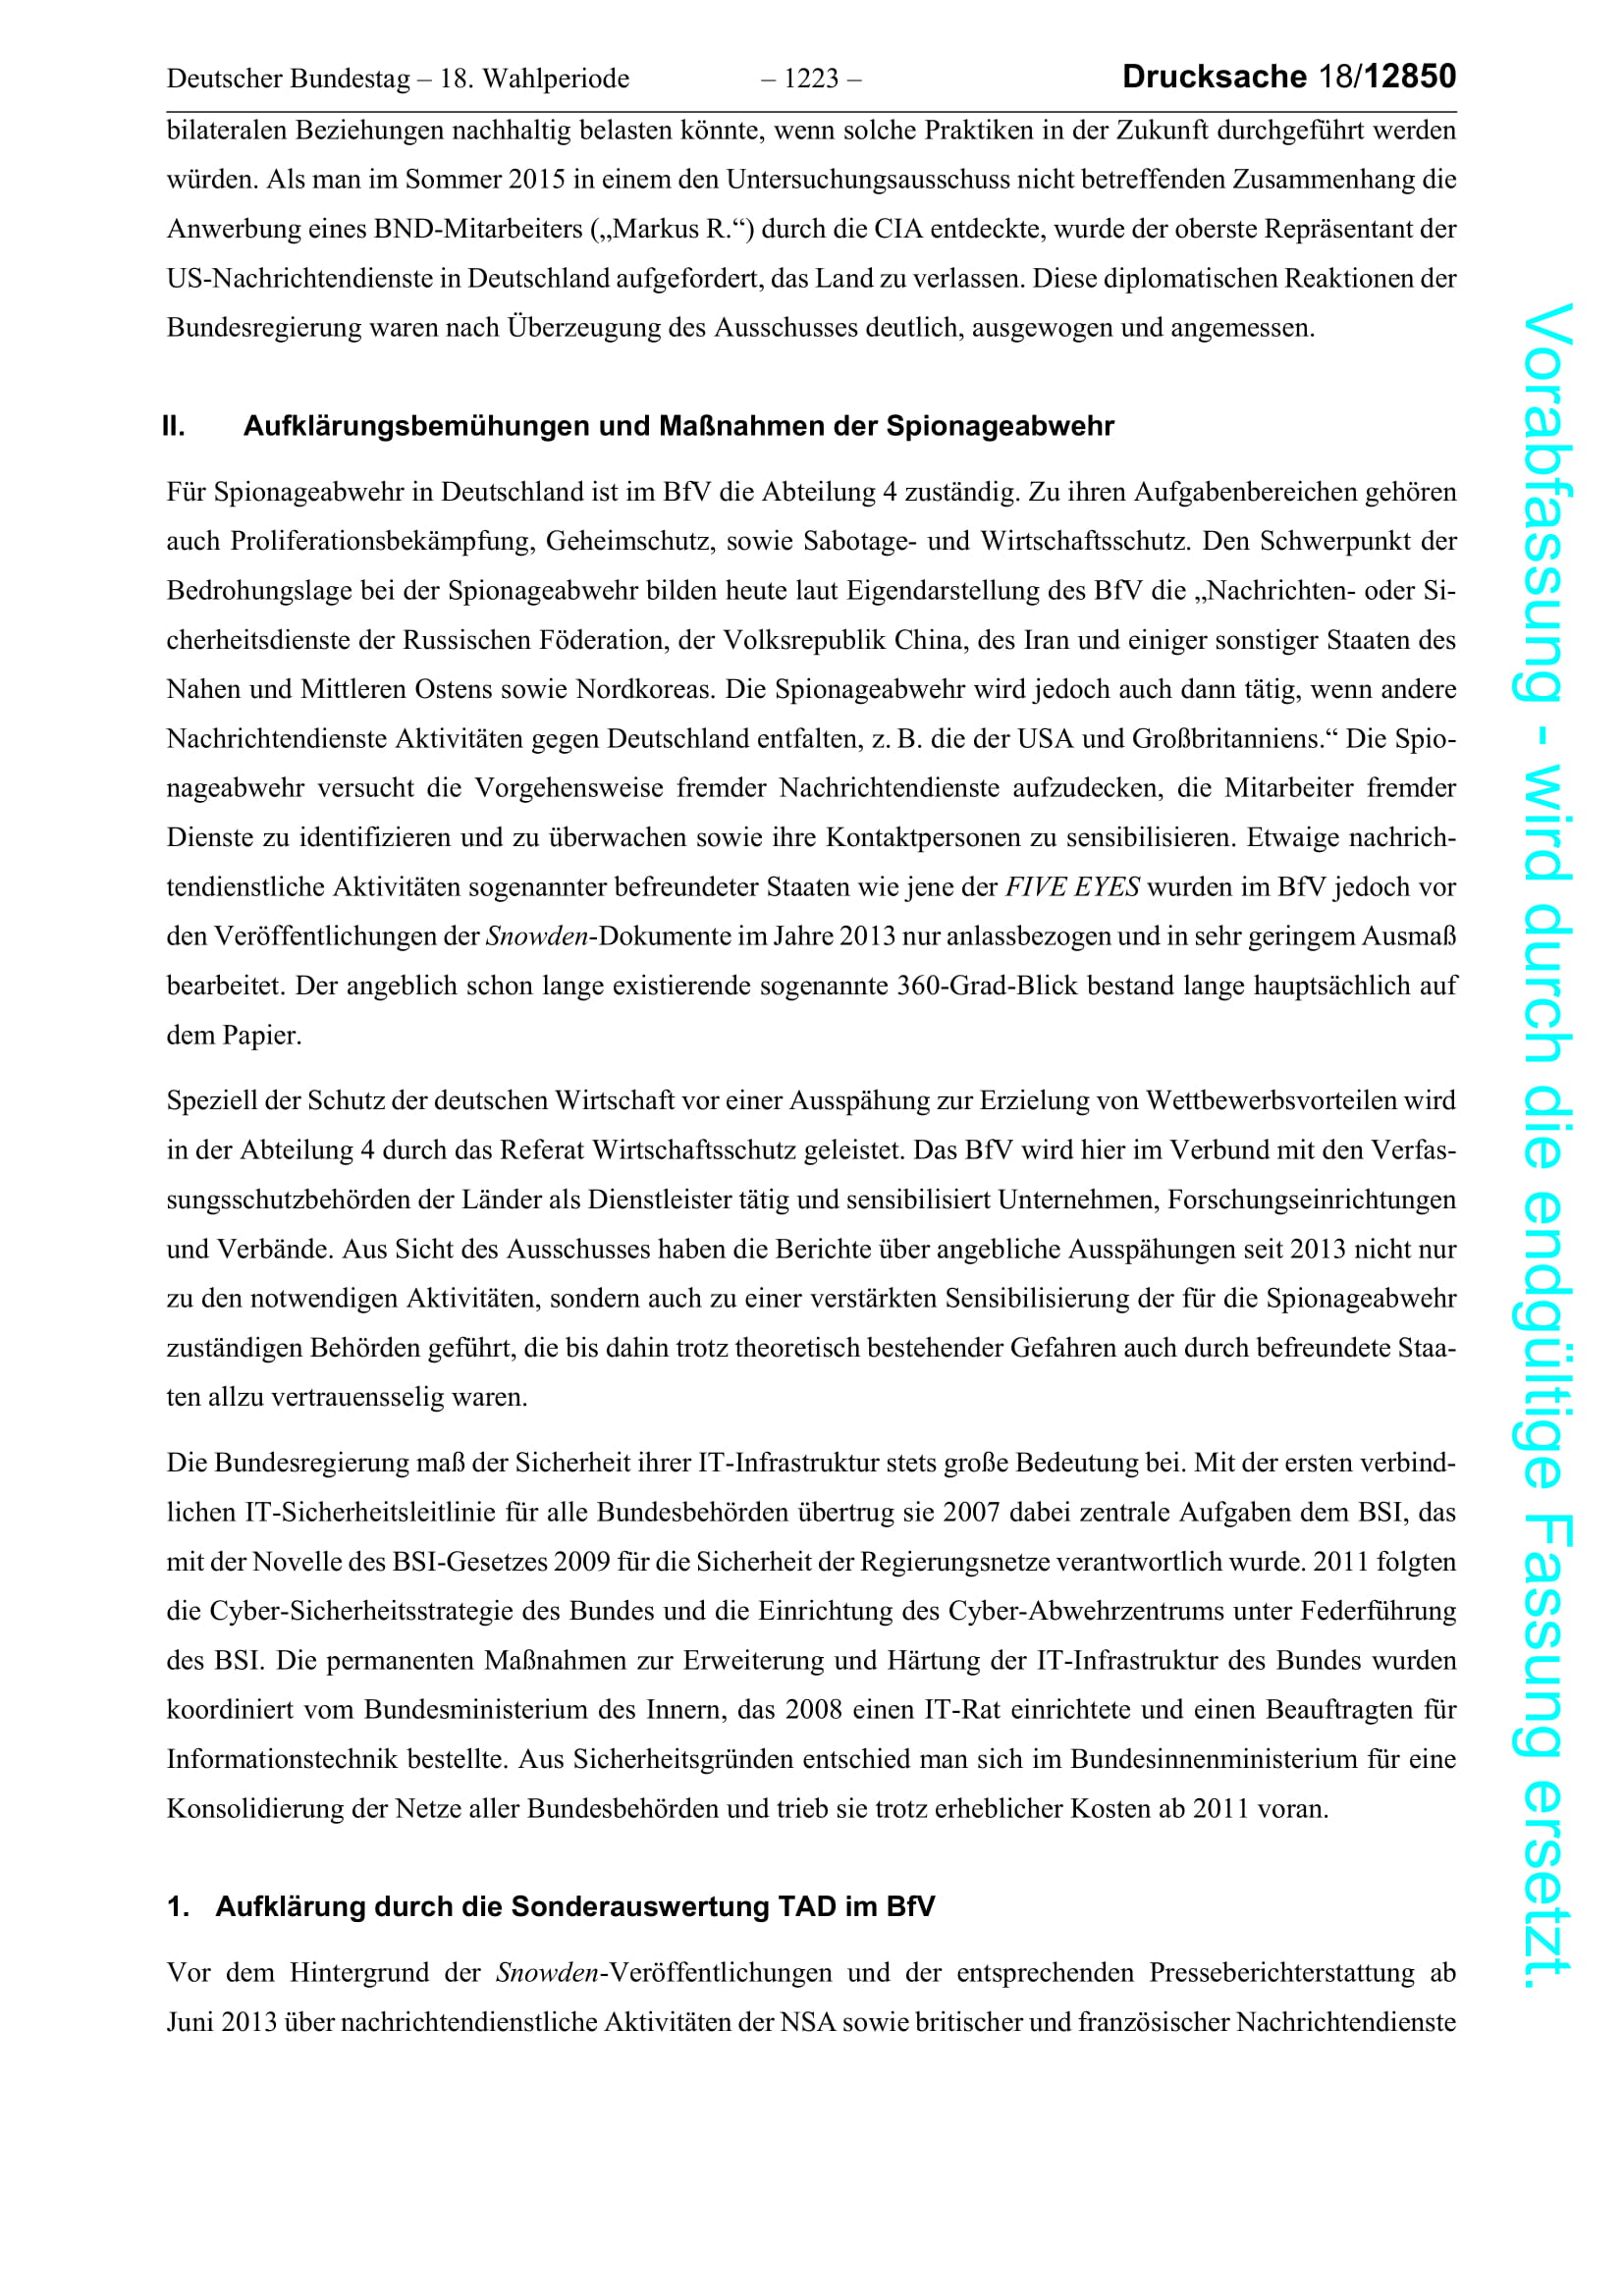 Deutscher Bundestag – 18. Wahlperiode – 1223 – Drucksache 18/12850
bilateralen Beziehungen nachhaltig belasten könnte, wenn solche Praktiken in der Zukunft durchgeführt werden
würden. Als man im Sommer 2015 in einem den Untersuchungsausschuss nicht betreffenden Zusammenhang die
Anwerbung eines BND-Mitarbeiters („Markus R.“) durch die CIA entdeckte, wurde der oberste Repräsentant der
US-Nachrichtendienste in Deutschland aufgefordert, das Land zu verlassen. Diese diplomatischen Reaktionen der
Bundesregierung waren nach Überzeugung des Ausschusses deutlich, ausgewogen und angemessen.
II. Aufklärungsbemühungen und Maßnahmen der Spionageabwehr
Für Spionageabwehr in Deutschland ist im BfV die Abteilung 4 zuständig. Zu ihren Aufgabenbereichen gehören
auch Proliferationsbekämpfung, Geheimschutz, sowie Sabotage- und Wirtschaftsschutz. Den Schwerpunkt der
Bedrohungslage bei der Spionageabwehr bilden heute laut Eigendarstellung des BfV die „Nachrichten- oder Si-
cherheitsdienste der Russischen Föderation, der Volksrepublik China, des Iran und einiger sonstiger Staaten des
Nahen und Mittleren Ostens sowie Nordkoreas. Die Spionageabwehr wird jedoch auch dann tätig, wenn andere
Nachrichtendienste Aktivitäten gegen Deutschland entfalten, z. B. die der USA und Großbritanniens.“ Die Spio-
nageabwehr versucht die Vorgehensweise fremder Nachrichtendienste aufzudecken, die Mitarbeiter fremder
Dienste zu identifizieren und zu überwachen sowie ihre Kontaktpersonen zu sensibilisieren. Etwaige nachrich-
tendienstliche Aktivitäten sogenannter befreundeter Staaten wie jene der FIVE EYES wurden im BfV jedoch vor
den Veröffentlichungen der Snowden-Dokumente im Jahre 2013 nur anlassbezogen und in sehr geringem Ausmaß
bearbeitet. Der angeblich schon lange existierende sogenannte 360-Grad-Blick bestand lange hauptsächlich auf
dem Papier.
Speziell der Schutz der deutschen Wirtschaft vor einer Ausspähung zur Erzielung von Wettbewerbsvorteilen wird
in der Abteilung 4 durch das Referat Wirtschaftsschutz geleistet. Das BfV wird hier im Verbund mit den Verfas-
sungsschutzbehörden der Länder als Dienstleister tätig und sensibilisiert Unternehmen, Forschungseinrichtungen
und Verbände. Aus Sicht des Ausschusses haben die Berichte über angebliche Ausspähungen seit 2013 nicht nur
zu den notwendigen Aktivitäten, sondern auch zu einer verstärkten Sensibilisierung der für die Spionageabwehr
zuständigen Behörden geführt, die bis dahin trotz theoretisch bestehender Gefahren auch durch befreundete Staa-
ten allzu vertrauensselig waren.
Die Bundesregierung maß der Sicherheit ihrer IT-Infrastruktur stets große Bedeutung bei. Mit der ersten verbind-
lichen IT-Sicherheitsleitlinie für alle Bundesbehörden übertrug sie 2007 dabei zentrale Aufgaben dem BSI, das
mit der Novelle des BSI-Gesetzes 2009 für die Sicherheit der Regierungsnetze verantwortlich wurde. 2011 folgten
die Cyber-Sicherheitsstrategie des Bundes und die Einrichtung des Cyber-Abwehrzentrums unter Federführung
des BSI. Die permanenten Maßnahmen zur Erweiterung und Härtung der IT-Infrastruktur des Bundes wurden
koordiniert vom Bundesministerium des Innern, das 2008 einen IT-Rat einrichtete und einen Beauftragten für
Informationstechnik bestellte. Aus Sicherheitsgründen entschied man sich im Bundesinnenministerium für eine
Konsolidierung der Netze aller Bundesbehörden und trieb sie trotz erheblicher Kosten ab 2011 voran.
1. Aufklärung durch die Sonderauswertung TAD im BfV
Vor dem Hintergrund der Snowden-Veröffentlichungen und der entsprechenden Presseberichterstattung ab
Juni 2013 über nachrichtendienstliche Aktivitäten der NSA sowie britischer und französischer Nachrichtendienste
Vorabfassung - wird durch die endgültige Fassung ersetzt.